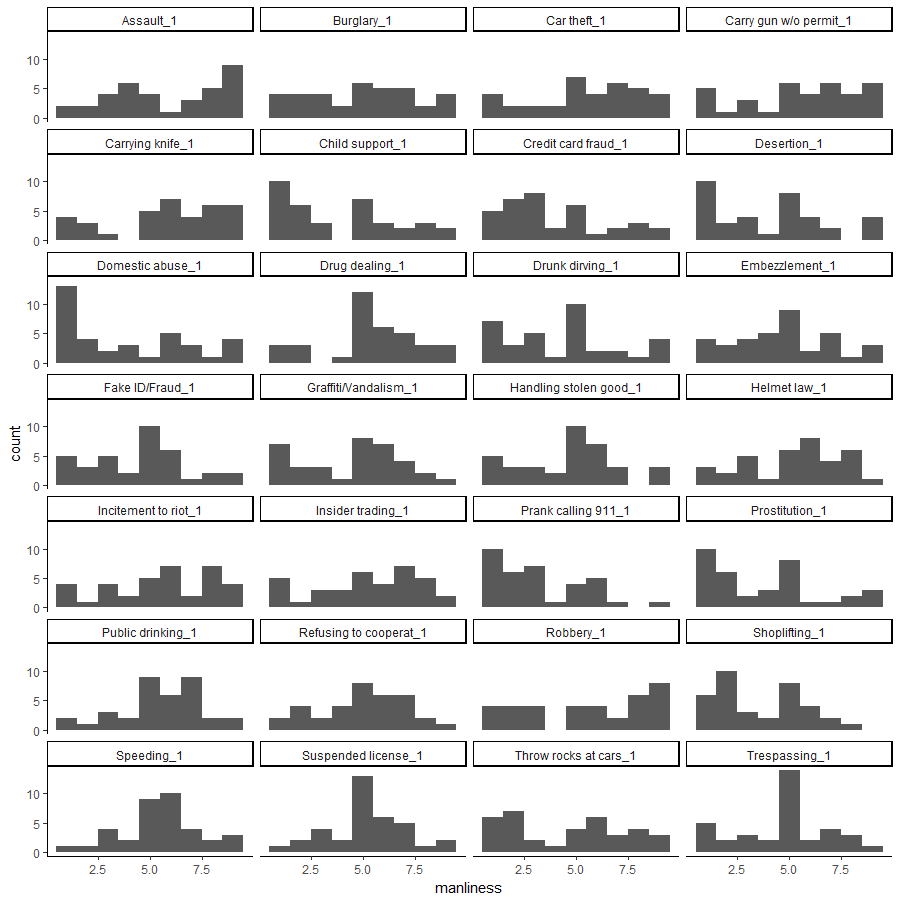 Assault_1 Burglary_1 Car theft_1 Carry gun w/o permit_1
10
5
0
Carrying knife_1 Child support_1 Credit card fraud_1 Desertion_1
10
5
0
Domestic abuse_1 Drug dealing_1 Drunk dirving_1 Embezzlement_1
10
5
0
Fake ID/Fraud_1 Graffiti/Vandalism_1 Handling stolen good_1 Helmet law_1
10
5
0
count
Incitement to riot_1 Insider trading_1 Prank calling 911_1 Prostitution_1
10
5
0
Public drinking_1 Refusing to cooperat_1 Robbery_1 Shoplifting_1
10
5
0
Speeding_1 Suspended license_1 Throw rocks at cars_1 Trespassing_1
10
5
0
2.5 5.0 7.5 2.5 5.0 7.5 2.5 5.0 7.5 2.5 5.0 7.5
manliness